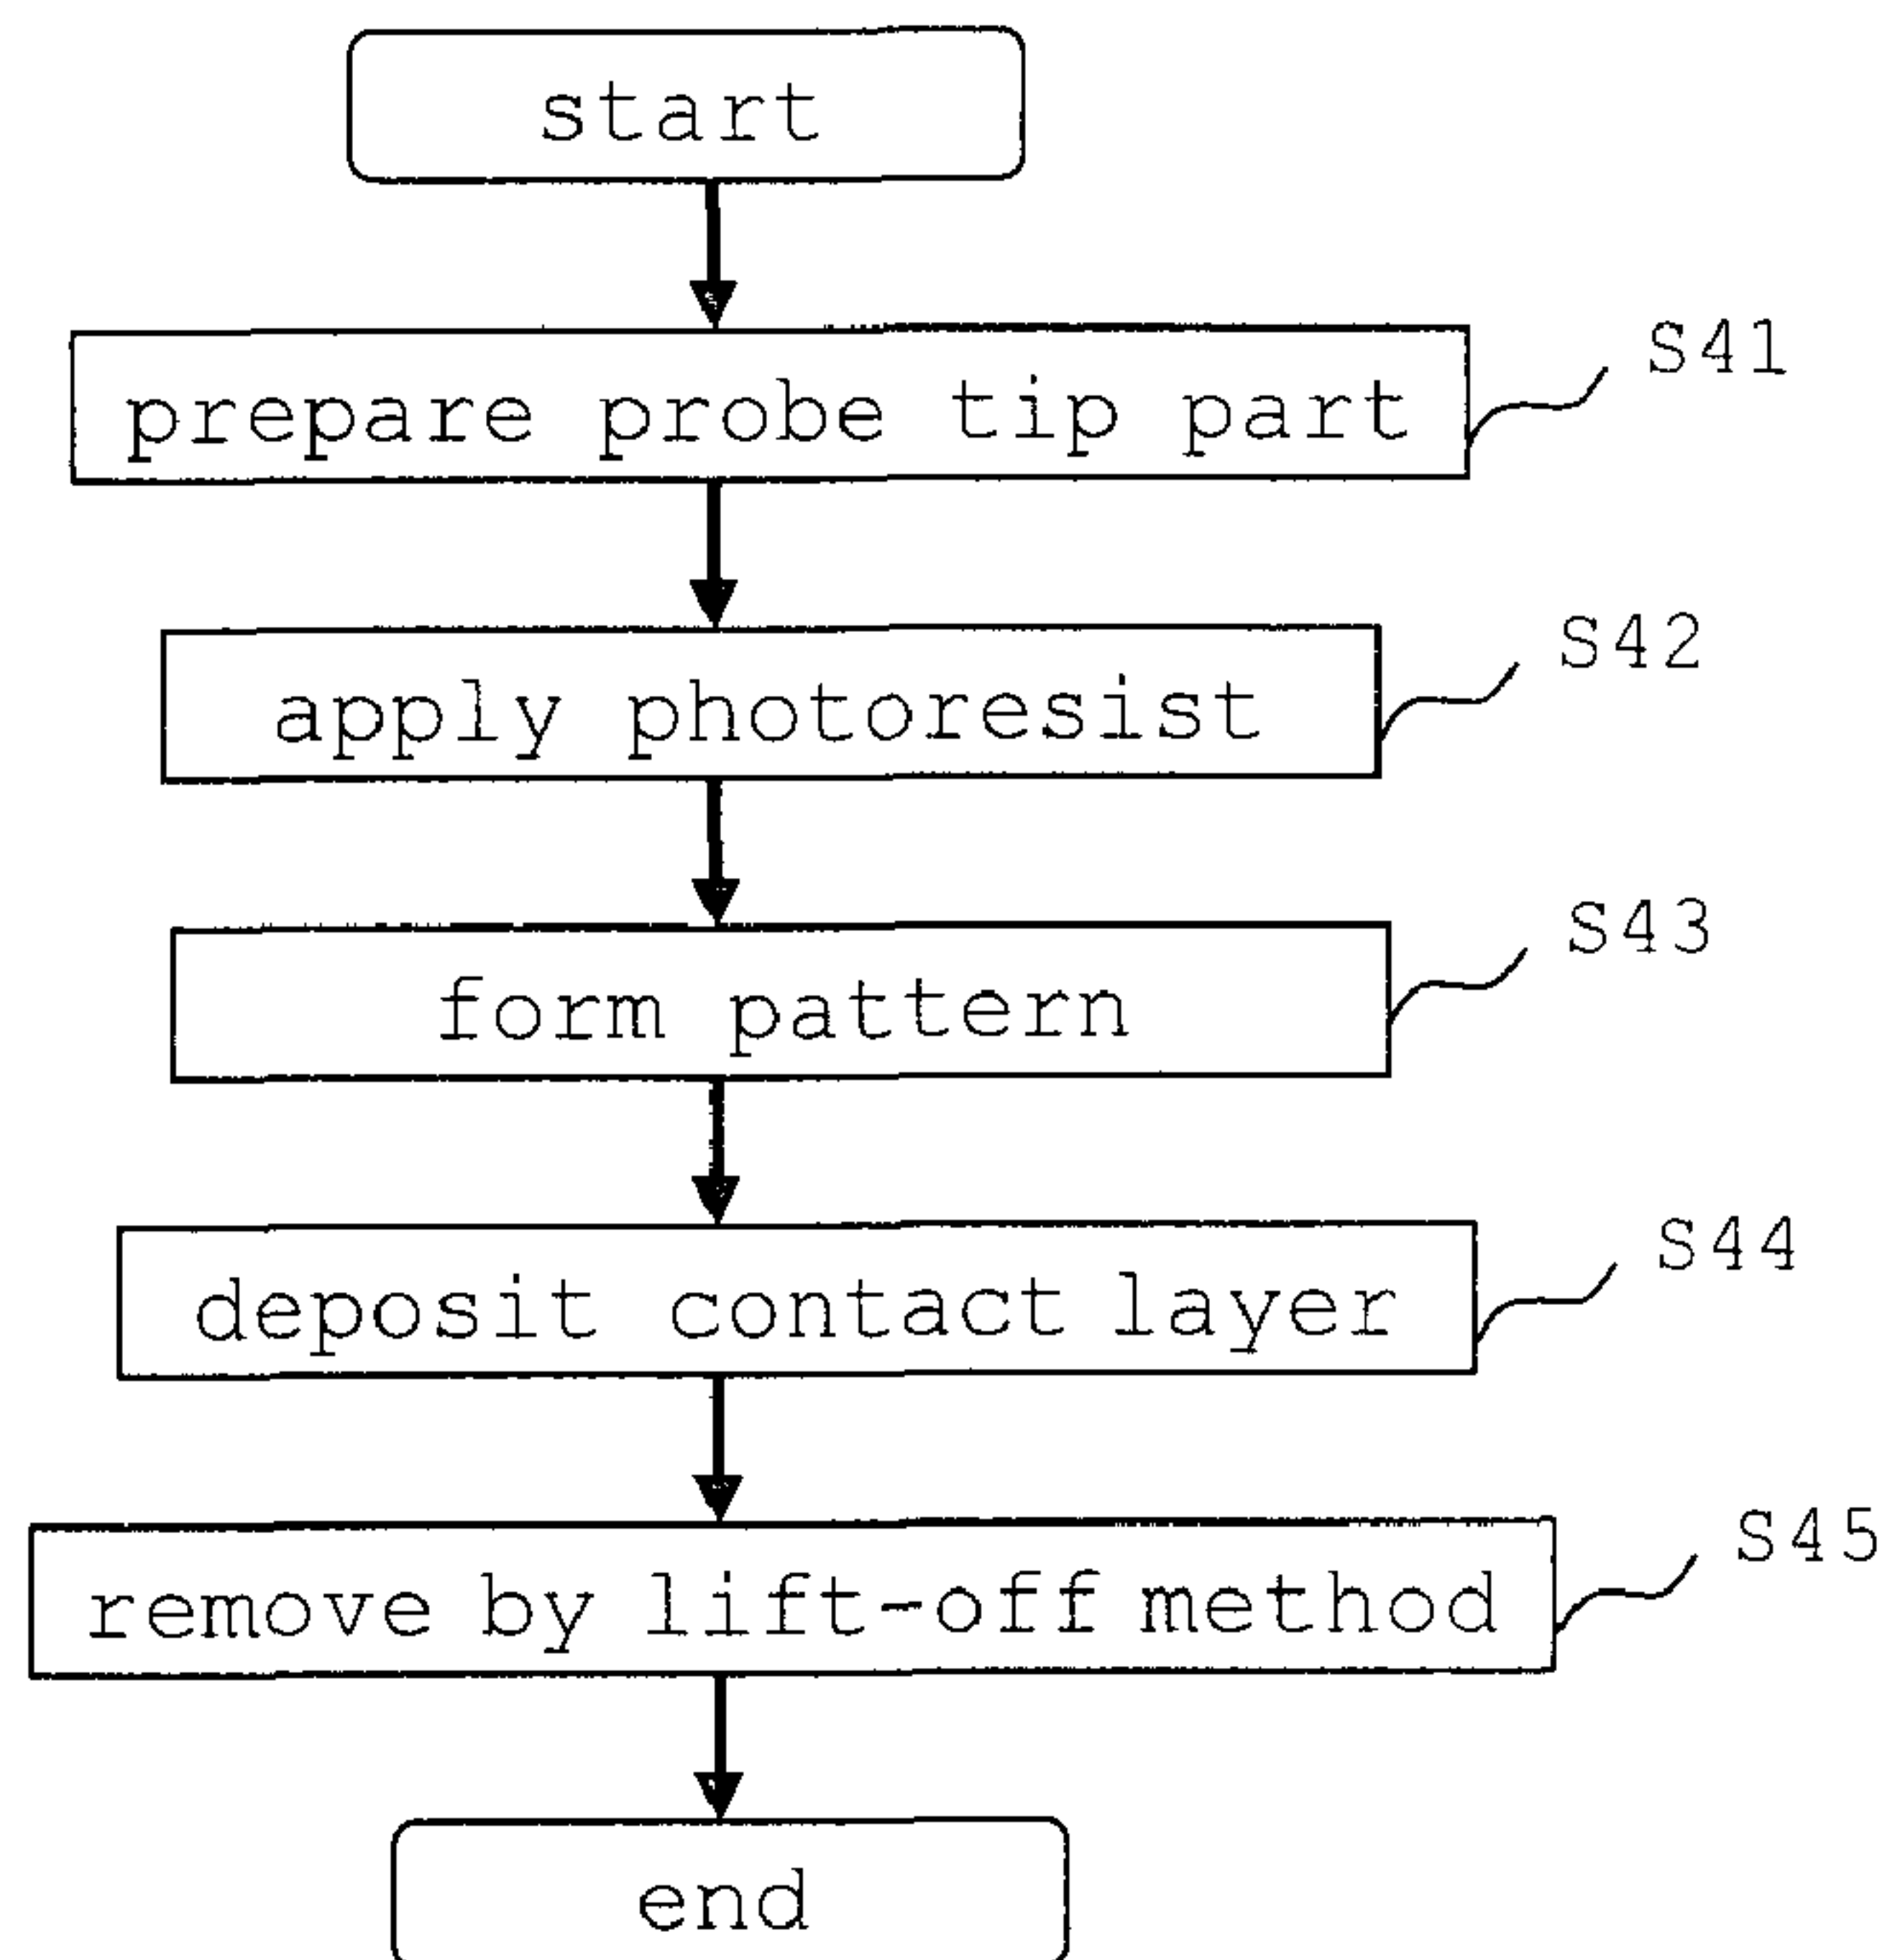 start
prepare probe tip part
S41
apply photoresist
S42
form pattern
S43
deposit contact layer
S44
remove by lift-off method
S45
end